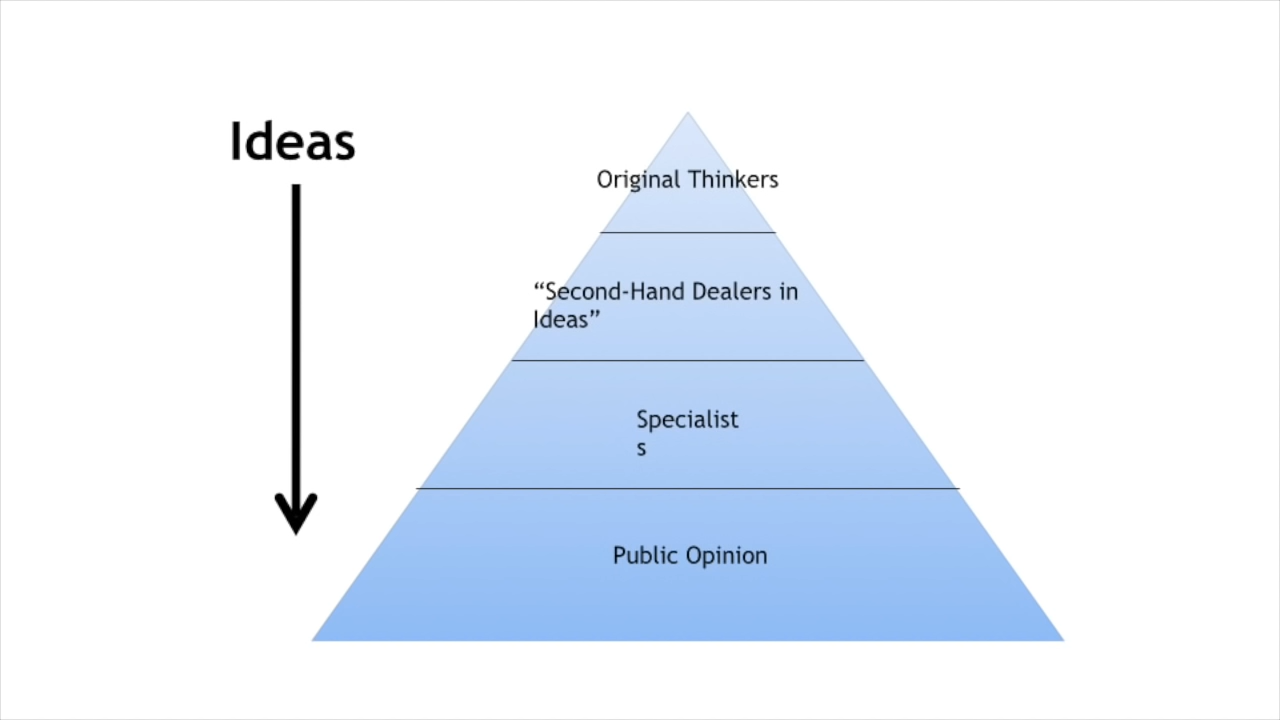 Ideas
Original Thinkers
“Second-Hand Dealers in
Ideas”
Specialist
s
Public Opinion